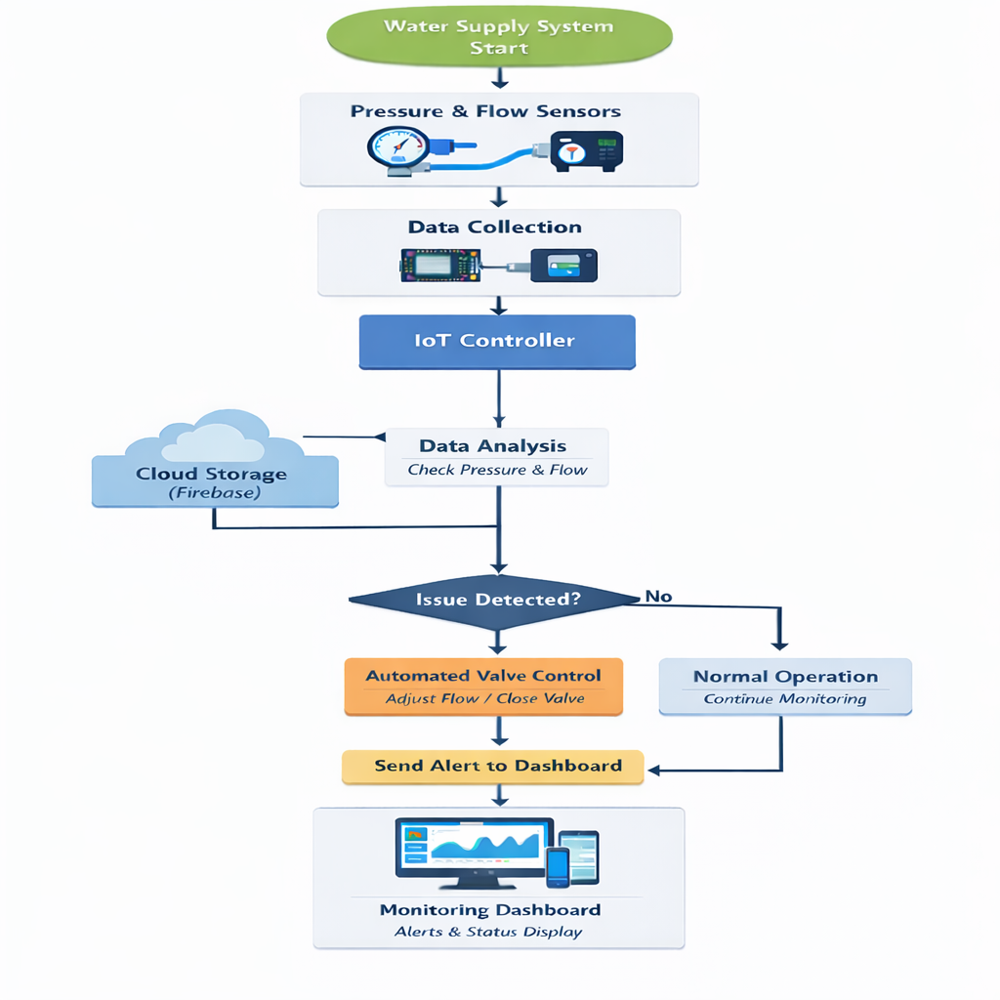 Water Supply System
Start
Pressure & Flow Sensors
Data Collection
IoT Controller
Data Analysis
Check Pressure & Flow
Cloud Storage
(Firebase)
Issue Detected?
No
Automated Valve Control
Adjust Flow / Close Valve
Normal Operation
Continue Monitoring
Send Alert to Dashboard
Monitoring Dashboard
Alerts & Status Display